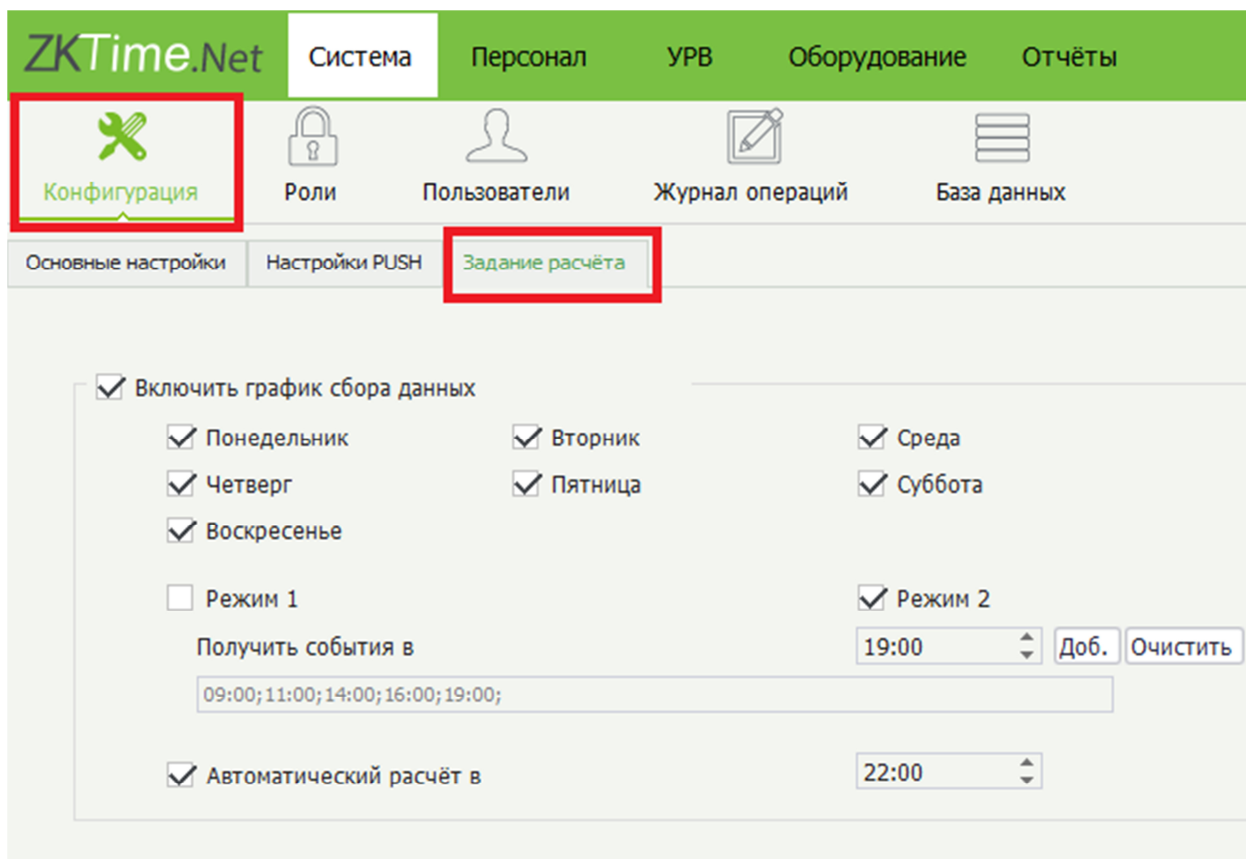 ZKTime.Net Система Персонал УРВ Оборудование Отчёты
Конфигурация Роли Пользователи Журнал операций База данных
Основные настройки Настройки PUSH Задание расчёта
Включить график сбора данных
Понедельник Вторник Среда
Четверг Пятница Суббота
Воскресенье
Режим 1 Режим 2
Получить события в 19:00 Доб. Очистить
09:00;11:00;14:00;16:00;19:00;
Автоматический расчёт в 22:00